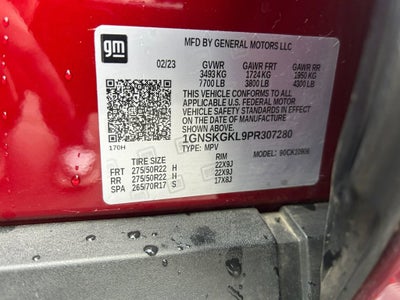 gm
MFD BY GENERAL MOTORS LLC
02/23 GVWR GAWR FRT GAWR RR
3493 KG 1724 KG 1950 KG
7700 LB 3800 LB 4300 LB
THIS VEHICLE CONFORMS TO ALL
APPLICABLE U.S. FEDERAL MOTOR
VEHICLE SAFETY STANDARDS IN
EFFECT ON THE DATE OF
MANUFACTURE SHOWN ABOVE.
1GNSKGKL9PR307280
170H TYPE: MPV MODEL: 90CK10906
TIRE SIZE RIM
FRT 275/50R22 H 22X9J
RR 275/50R22 H 22X9J
SPA 265/70R17 S 17X8J